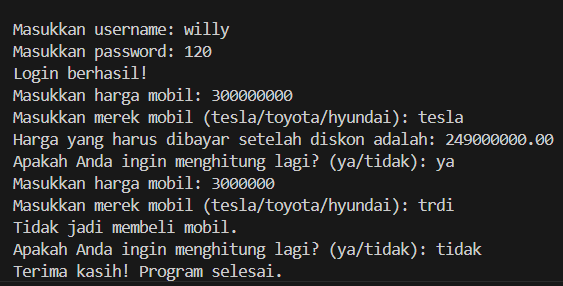 Masukkan username: willy
Masukkan password: 120
Login berhasil!
Masukkan harga mobil: 300000000
Masukkan merek mobil (tesla/toyota/hyundai): tesla
Harga yang harus dibayar setelah diskon adalah: 249000000.00
Apakah Anda ingin menghitung lagi? (ya/tidak): ya
Masukkan harga mobil: 3000000
Masukkan merek mobil (tesla/toyota/hyundai): trdi
Tidak jadi membeli mobil.
Apakah Anda ingin menghitung lagi? (ya/tidak): tidak
Terima kasih! Program selesai.